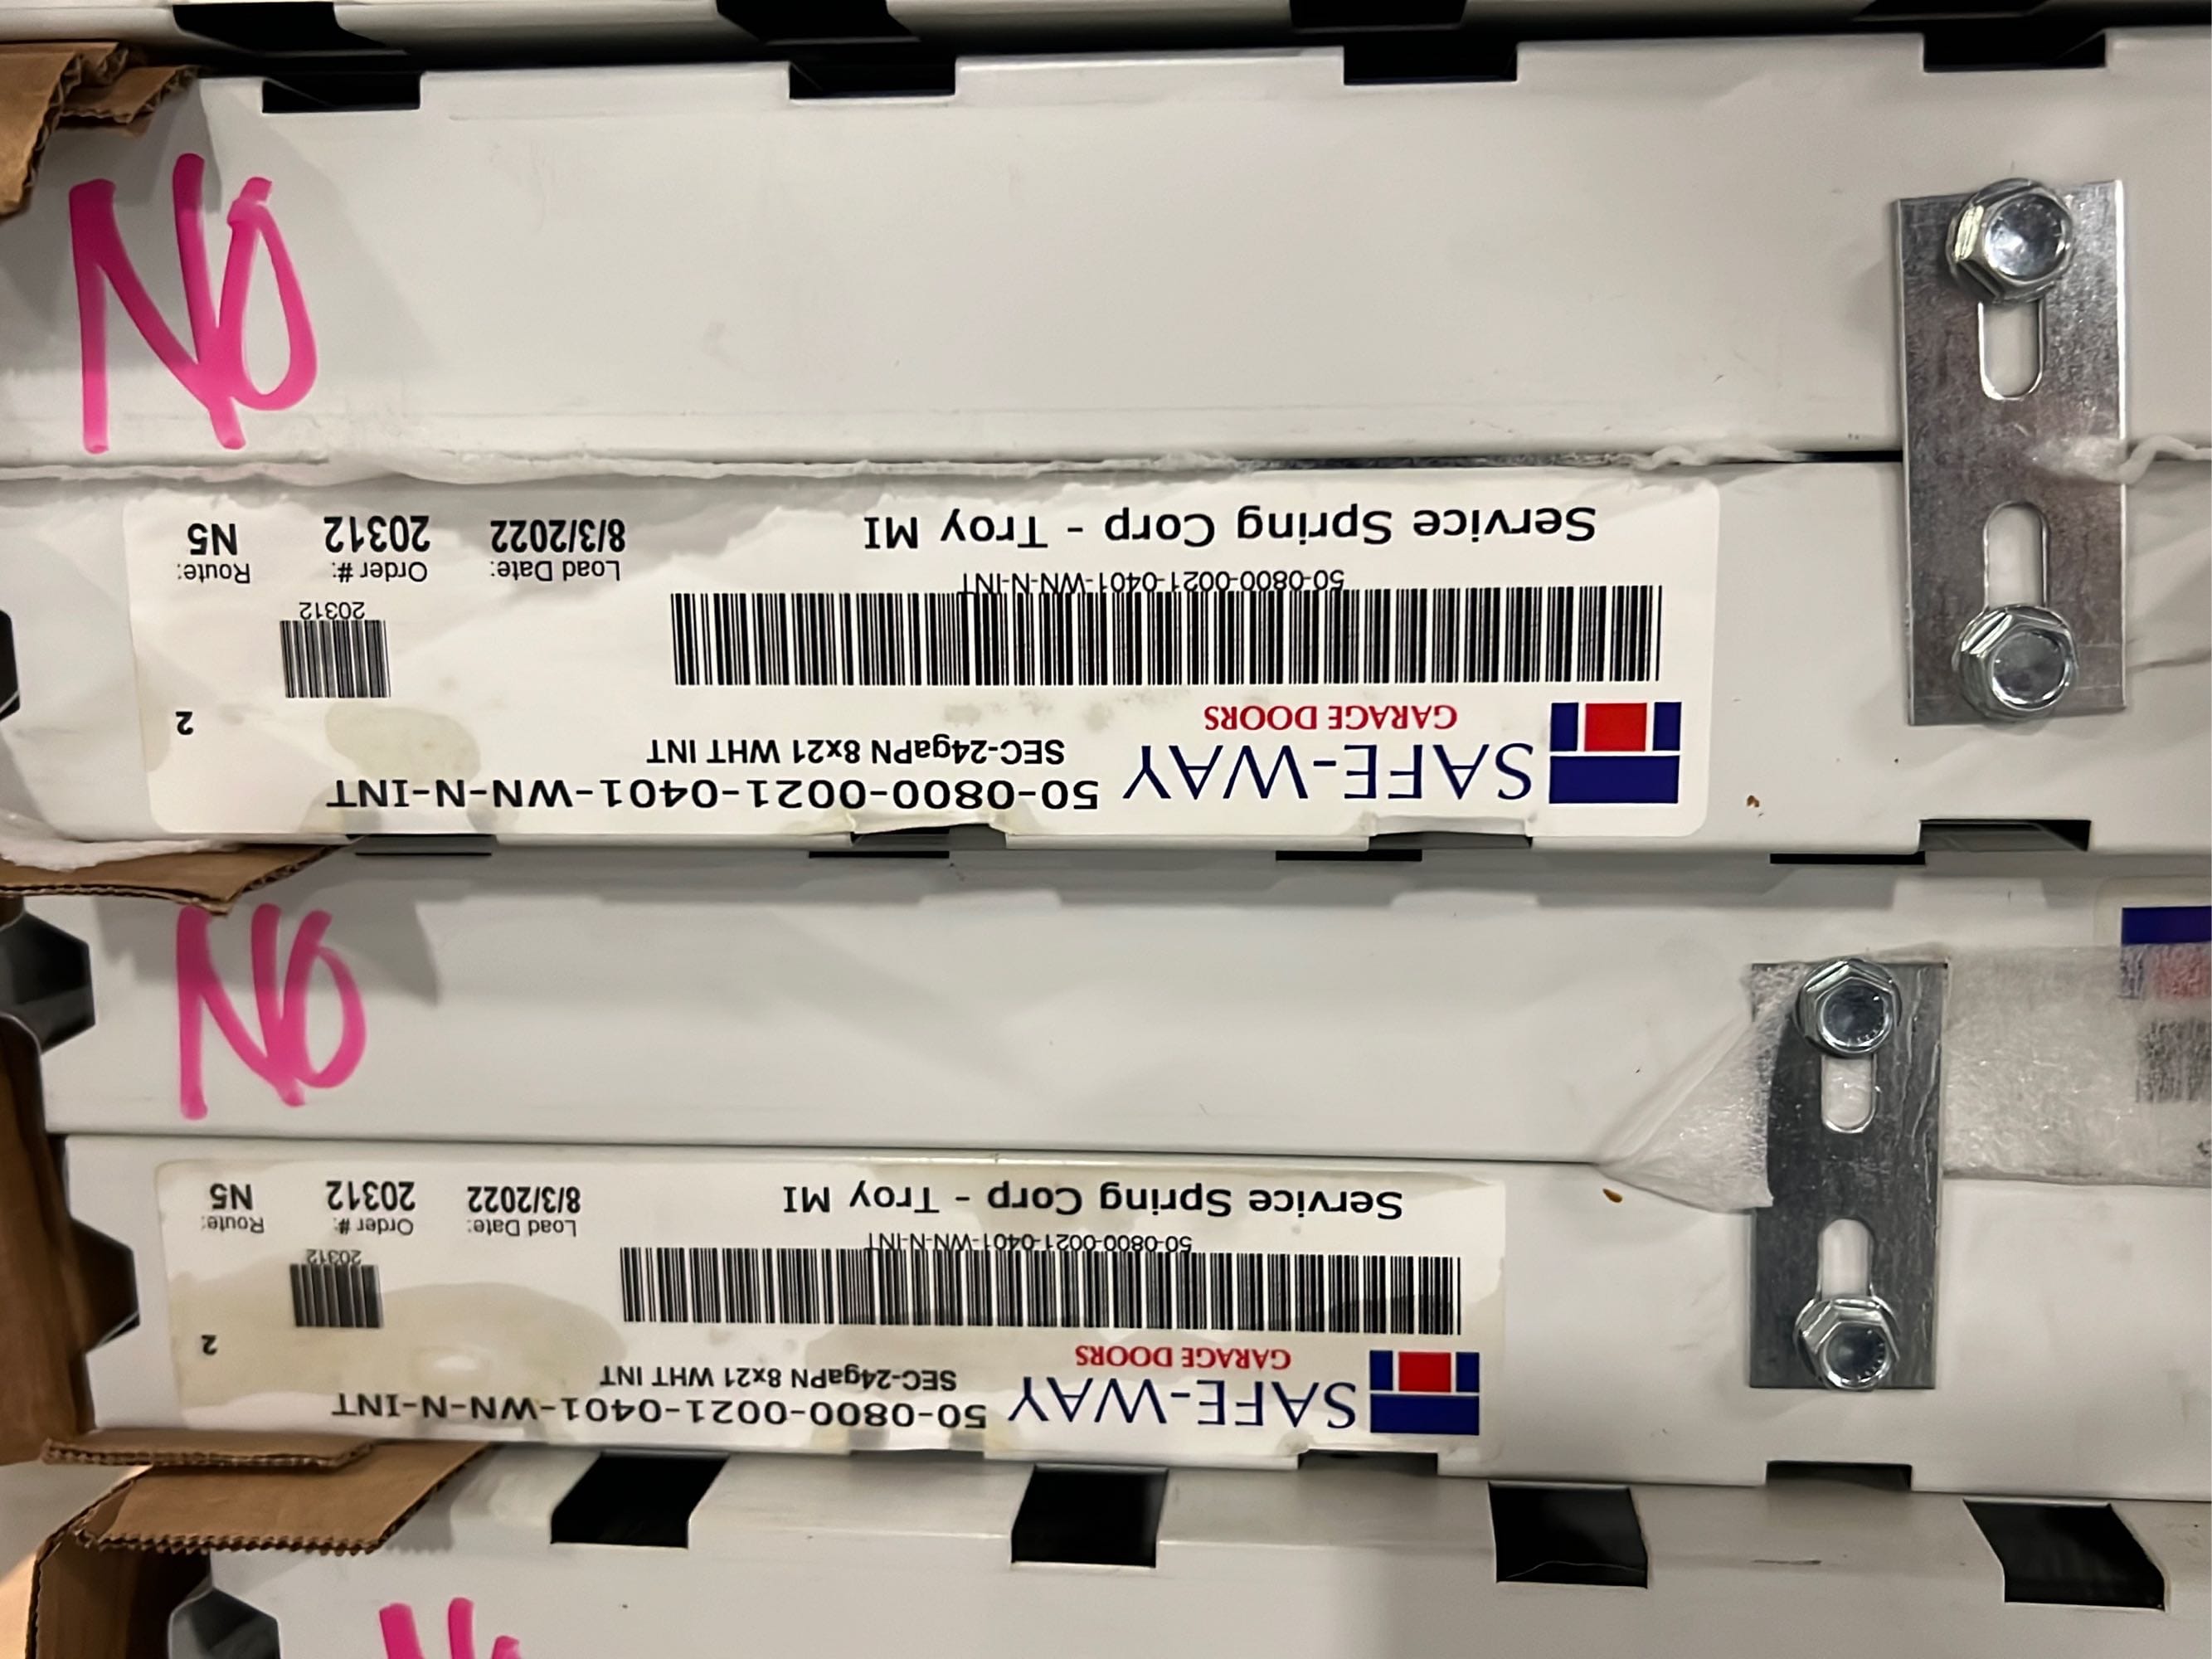 NO
SAFE-WAY
GARAGE DOORS
50-0800-0021-0401-WN-N-INT
SEC-24gaPN 8x21 WHT INT
2
50-0800-0021-0401-WN-N-INT
20312
Service Spring Corp - Troy MI
Load Date: 8/3/2022
Order #: 20312
Route: N5
NO
SAFE-WAY
GARAGE DOORS
50-0800-0021-0401-WN-N-INT
SEC-24gaPN 8x21 WHT INT
2
50-0800-0021-0401-WN-N-INT
20312
Service Spring Corp - Troy MI
Load Date: 8/3/2022
Order #: 20312
Route: N5